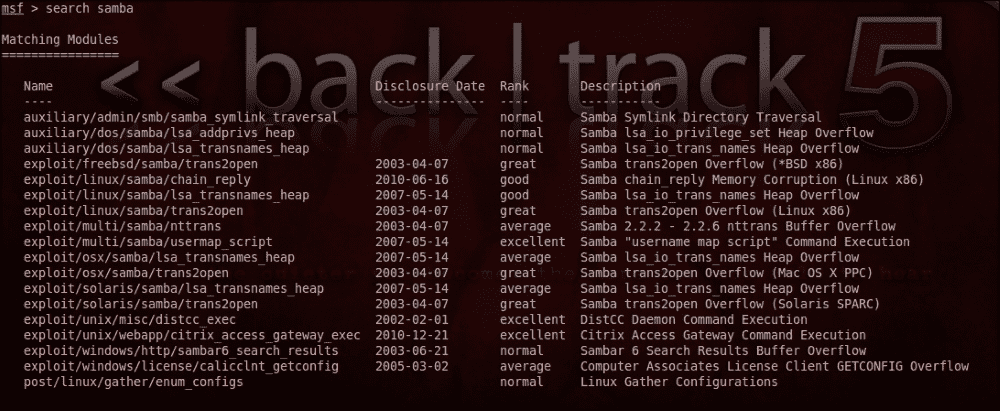 msf > search samba
Matching Modules
================
Name Disclosure Date Rank Description
---- --------------- ---- -----------
auxiliary/admin/smb/samba_symlink_traversal normal Samba Symlink Directory Traversal
auxiliary/dos/samba/lsa_addprivs_heap normal Samba lsa_io_privilege_set Heap Overflow
auxiliary/dos/samba/lsa_transnames_heap normal Samba lsa_io_trans_names Heap Overflow
exploit/freebsd/samba/trans2open 2003-04-07 great Samba trans2open Overflow (*BSD x86)
exploit/linux/samba/chain_reply 2010-06-16 good Samba chain_reply Memory Corruption (Linux x86)
exploit/linux/samba/lsa_transnames_heap 2007-05-14 good Samba lsa_io_trans_names Heap Overflow
exploit/linux/samba/trans2open 2003-04-07 great Samba trans2open Overflow (Linux x86)
exploit/multi/samba/nttrans 2003-04-07 average Samba 2.2.2 - 2.2.6 nttrans Buffer Overflow
exploit/multi/samba/usermap_script 2007-05-14 excellent Samba "username map script" Command Execution
exploit/osx/samba/lsa_transnames_heap 2007-05-14 average Samba lsa_io_trans_names Heap Overflow
exploit/osx/samba/trans2open 2003-04-07 great Samba trans2open Overflow (Mac OS X PPC)
exploit/solaris/samba/lsa_transnames_heap 2007-05-14 average Samba lsa_io_trans_names Heap Overflow
exploit/solaris/samba/trans2open 2003-04-07 great Samba trans2open Overflow (Solaris SPARC)
exploit/unix/misc/distcc_exec 2002-02-01 excellent DistCC Daemon Command Execution
exploit/unix/webapp/citrix_access_gateway_exec 2010-12-21 excellent Citrix Access Gateway Command Execution
exploit/windows/http/sambar6_search_results 2003-06-21 normal Sambar 6 Search Results Buffer Overflow
exploit/windows/license/calicclnt_getconfig 2005-03-02 average Computer Associates License Client GETCONFIG Overflow
post/linux/gather/enum_configs normal Linux Gather Configurations
<< back | track 5